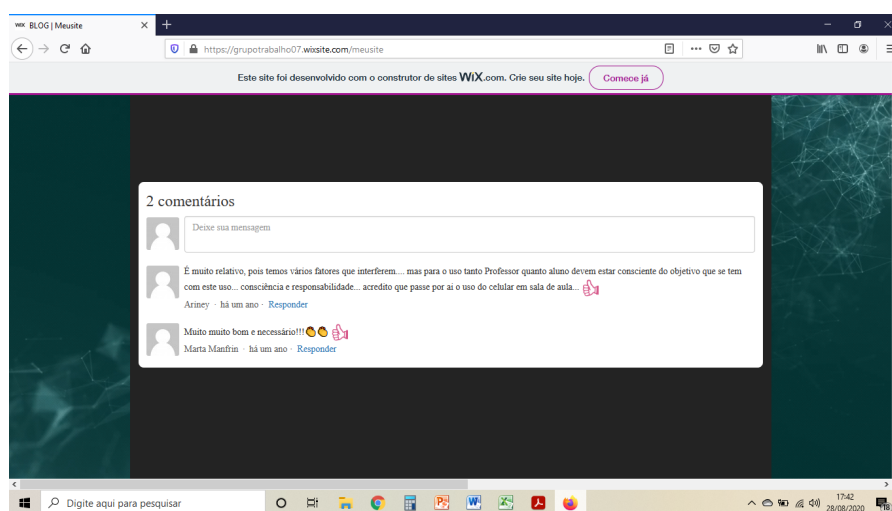 WiX BLOG | Meusite
https://grupotrabalho07.wixsite.com/meusite
Este site foi desenvolvido com o construtor de sites WiX.com. Crie seu site hoje. Comece já
2 comentários
Deixe sua mensagem
É muito relativo, pois temos vários fatores que interferem.... mas para o uso tanto Professor quanto aluno devem estar consciente do objetivo que se tem
com este uso... consciência e responsabilidade... acredito que passe por ai o uso do celular em sala de aula...
Ariney · há um ano · Responder
Muito muito bom e necessário!!!👏👏
Marta Manfrin · há um ano · Responder
Digite aqui para pesquisar
17:42
28/08/2020